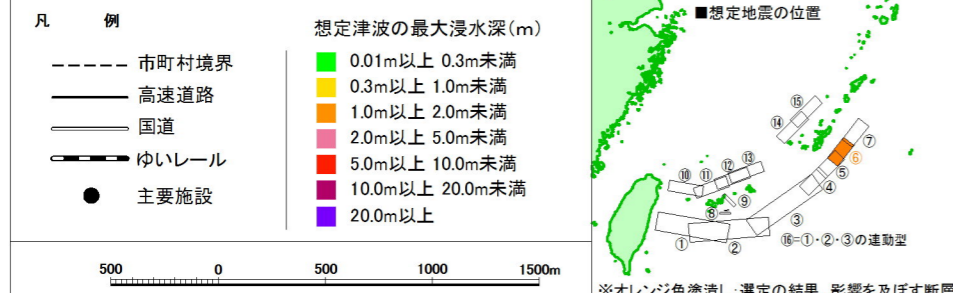 凡 例
市町村境界
高速道路
国道
ゆいレール
主要施設
想定津波の最大浸水深(m)
0.01m以上 0.3m未満
0.3m以上 1.0m未満
1.0m以上 2.0m未満
2.0m以上 5.0m未満
5.0m以上 10.0m未満
10.0m以上 20.0m未満
20.0m以上
500 0 500 1000 1500m
■想定地震の位置
⑮
⑭
⑦
⑥
⑤
④
⑬
⑫
⑪
⑩
⑨
⑧
③
①
②
⑯=①・②・③の連動型
※オレンジ色塗潰し:選定の結果、影響を及ぼす断層